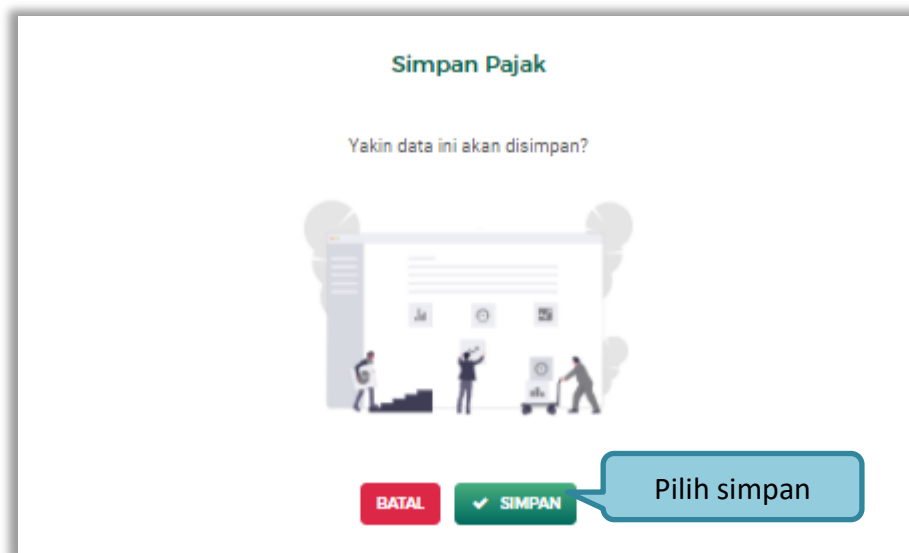 Simpan Pajak
Yakin data ini akan disimpan?
BATAL
SIMPAN
Pilih simpan